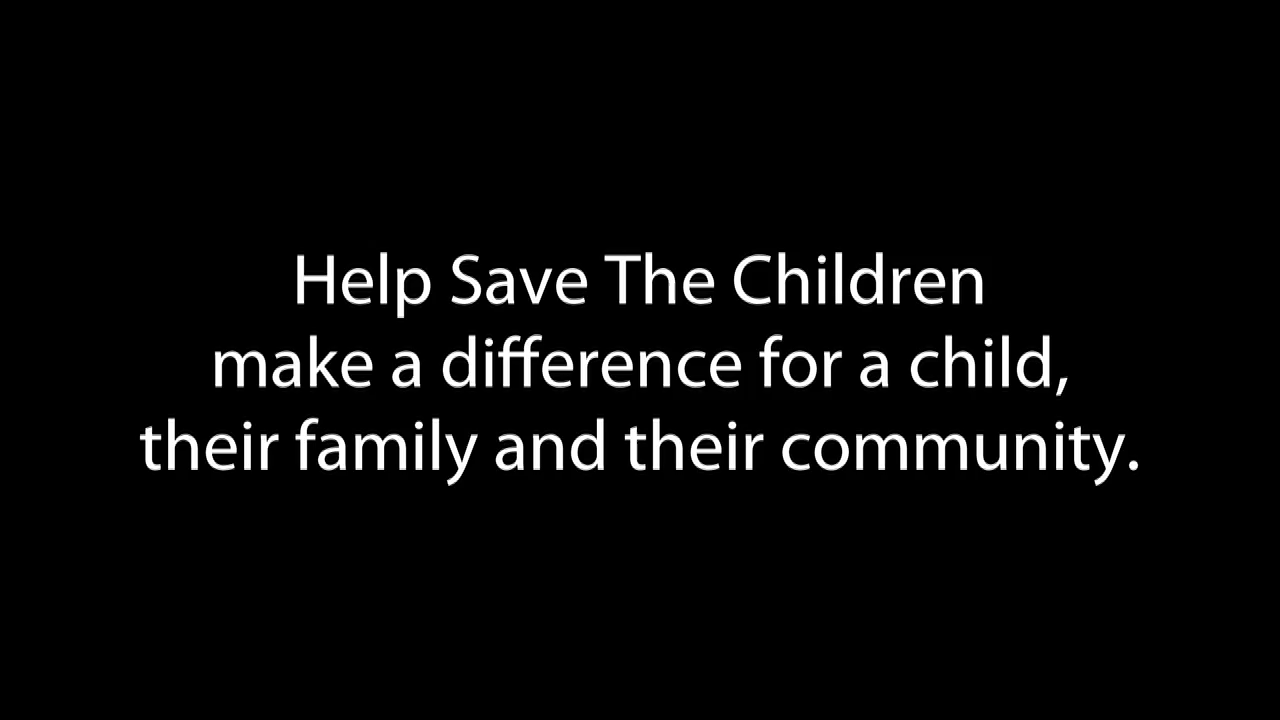 Help Save The Children
make a difference for a child,
their family and their community.